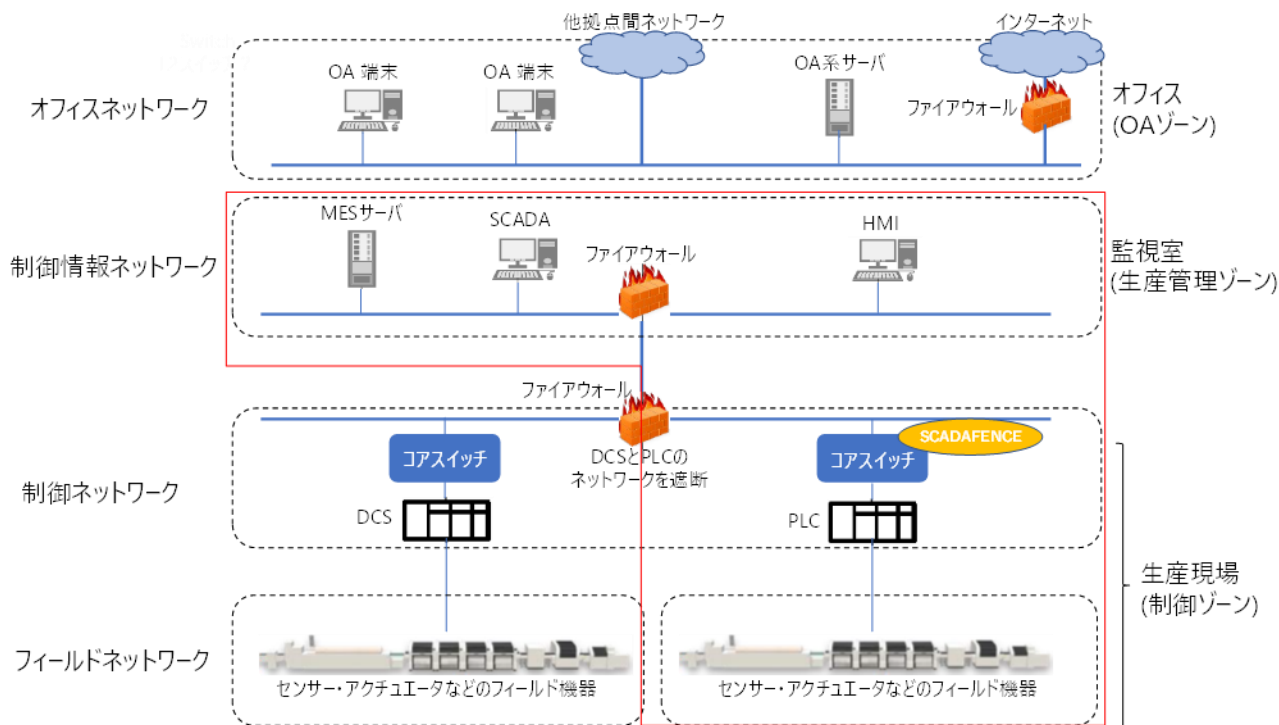 他拠点間ネットワーク
インターネット
OA 端末
OA 端末
OA系サーバ
オフィスネットワーク
ファイアウォール
オフィス
(OAゾーン)
MESサーバ
SCADA
HMI
ファイアウォール
制御情報ネットワーク
監視室
(生産管理ゾーン)
ファイアウォール
コアスイッチ
DCSとPLCの
ネットワークを遮断
コアスイッチ
SCADAFENCE
制御ネットワーク
DCS
PLC
生産現場
(制御ゾーン)
フィールドネットワーク
センサー・アクチュエータなどのフィールド機器
センサー・アクチュエータなどのフィールド機器